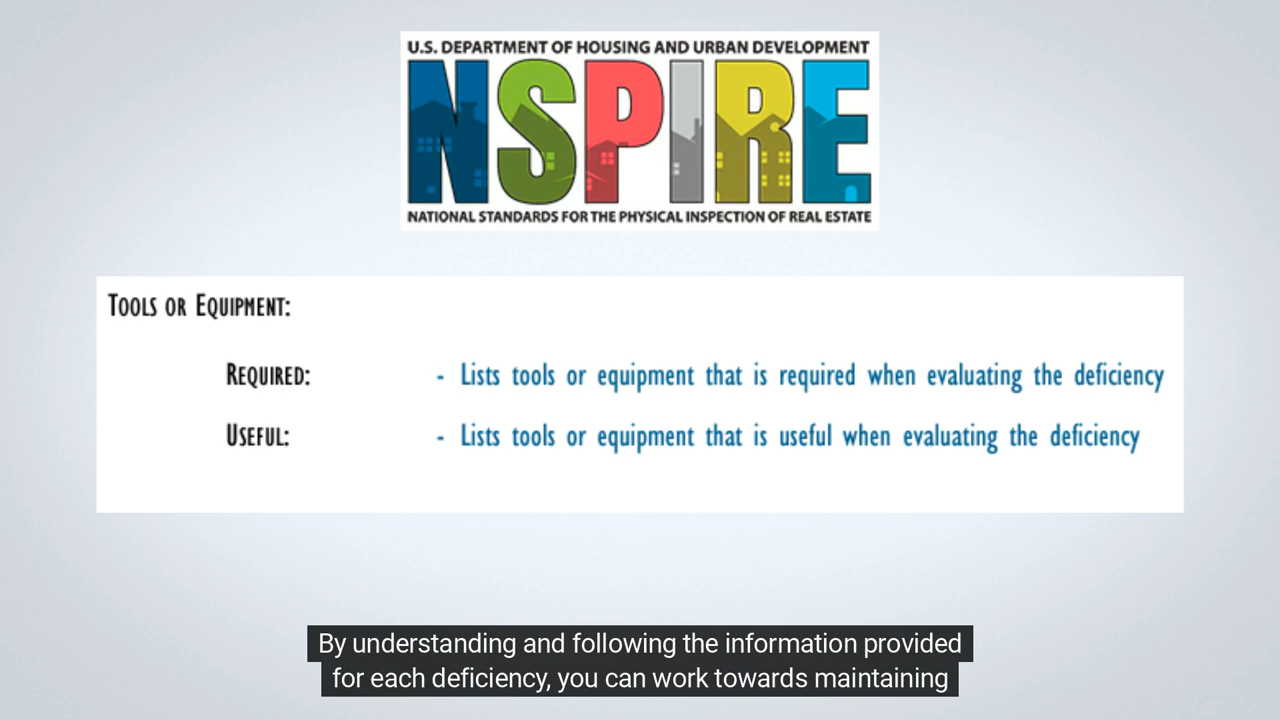 U.S. DEPARTMENT OF HOUSING AND URBAN DEVELOPMENT
NSPIRE
NATIONAL STANDARDS FOR THE PHYSICAL INSPECTION OF REAL ESTATE
TOOLS OR EQUIPMENT:
REQUIRED: - Lists tools or equipment that is required when evaluating the deficiency
USEFUL: - Lists tools or equipment that is useful when evaluating the deficiency
By understanding and following the information provided
for each deficiency, you can work towards maintaining